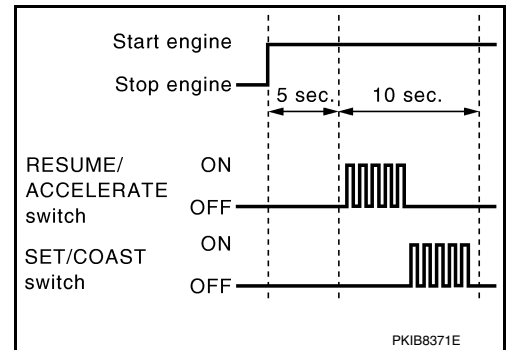 Start engine
Stop engine
5 sec.
10 sec.
RESUME/
ACCELERATE
switch
ON
OFF
SET/COAST
switch
ON
OFF
PKIB8371E